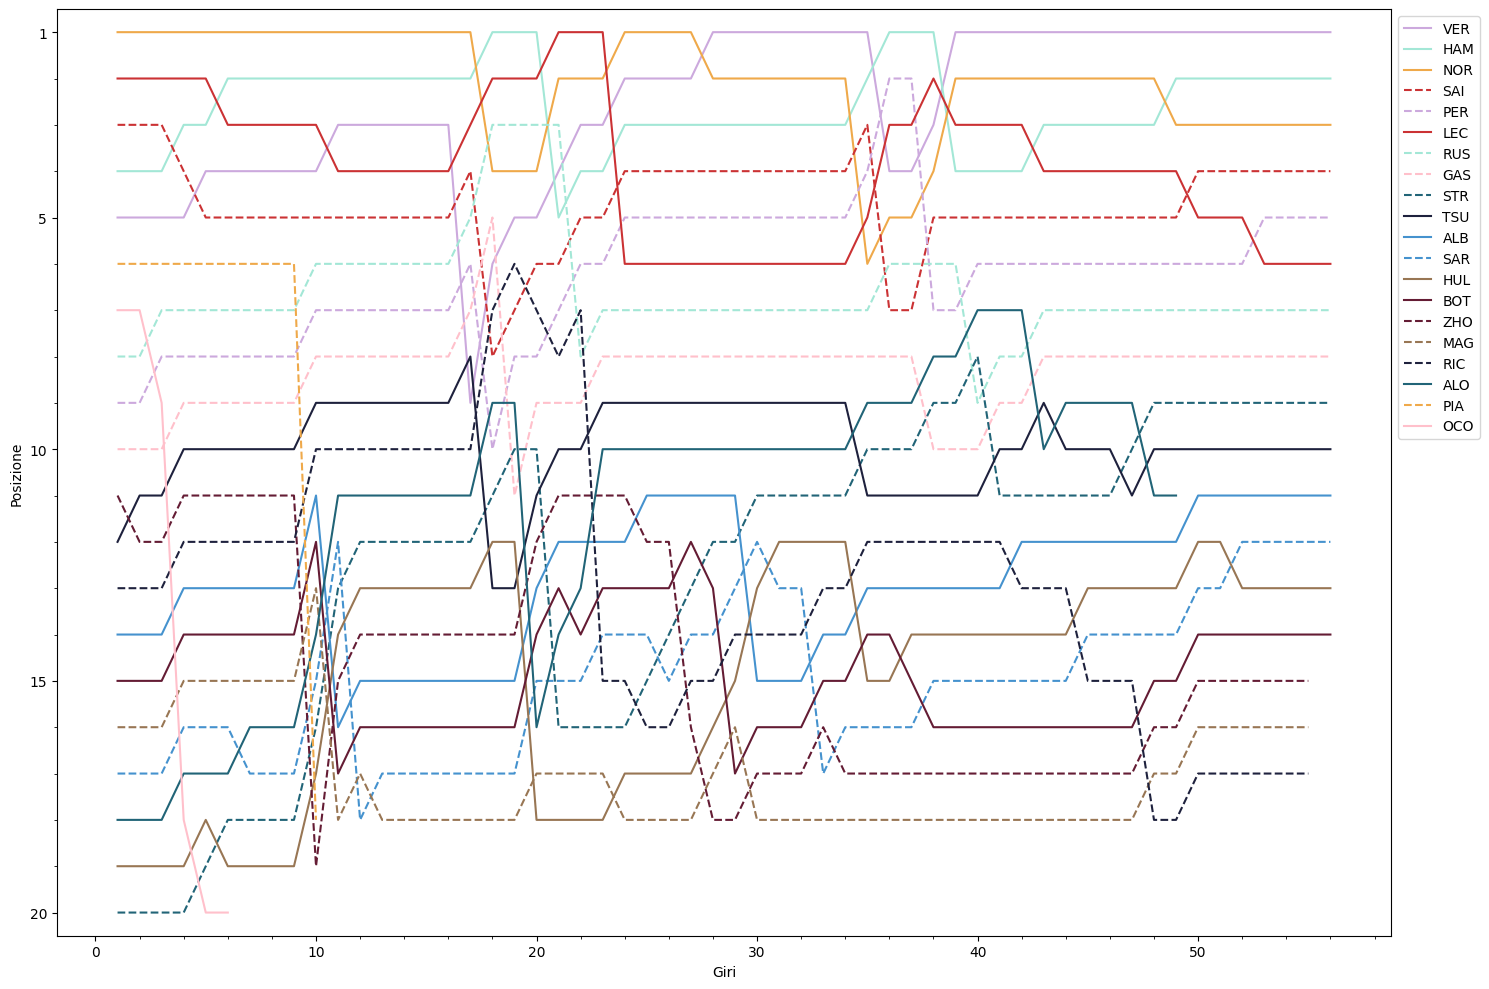 1
5
10
15
20
Posizione
0 10 20 30 40 50
Giri
VER
HAM
NOR
SAI
PER
LEC
RUS
GAS
STR
TSU
ALB
SAR
HUL
BOT
ZHO
MAG
RIC
ALO
PIA
OCO